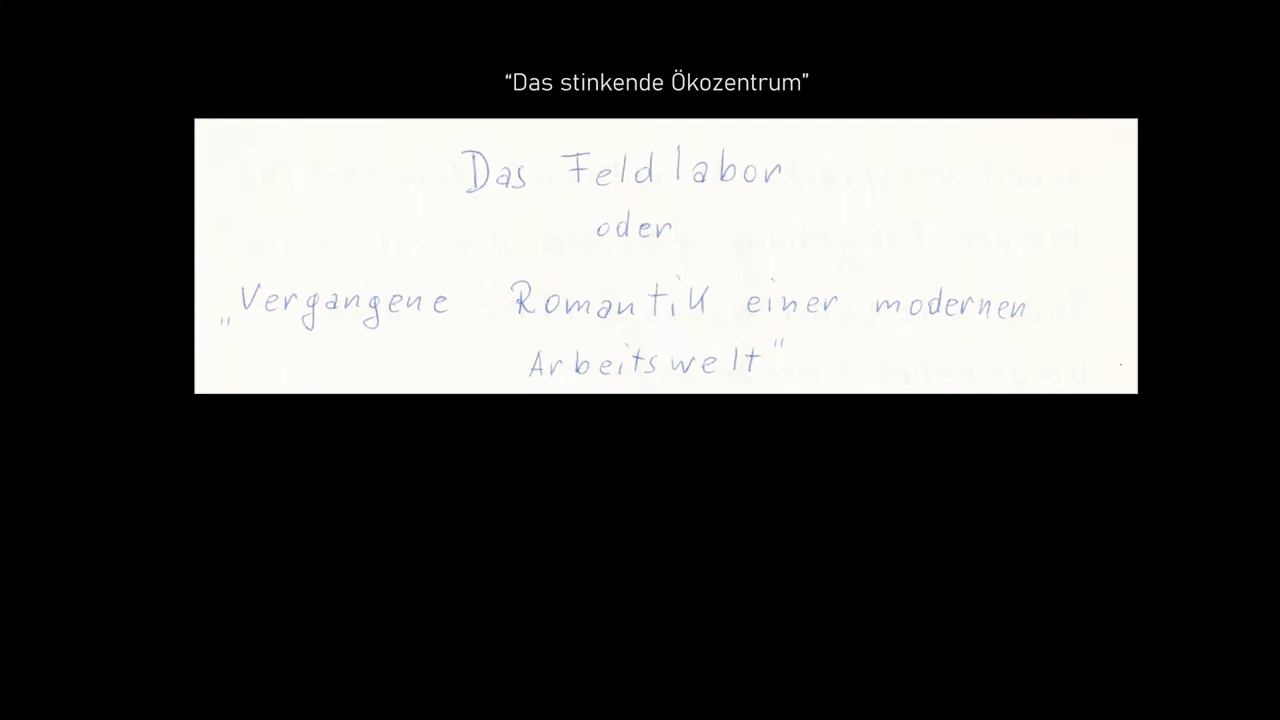 “Das stinkende Ökozentrum”
Das Feldlabor
oder
„Vergangene Romantik einer modernen
Arbeitswelt“